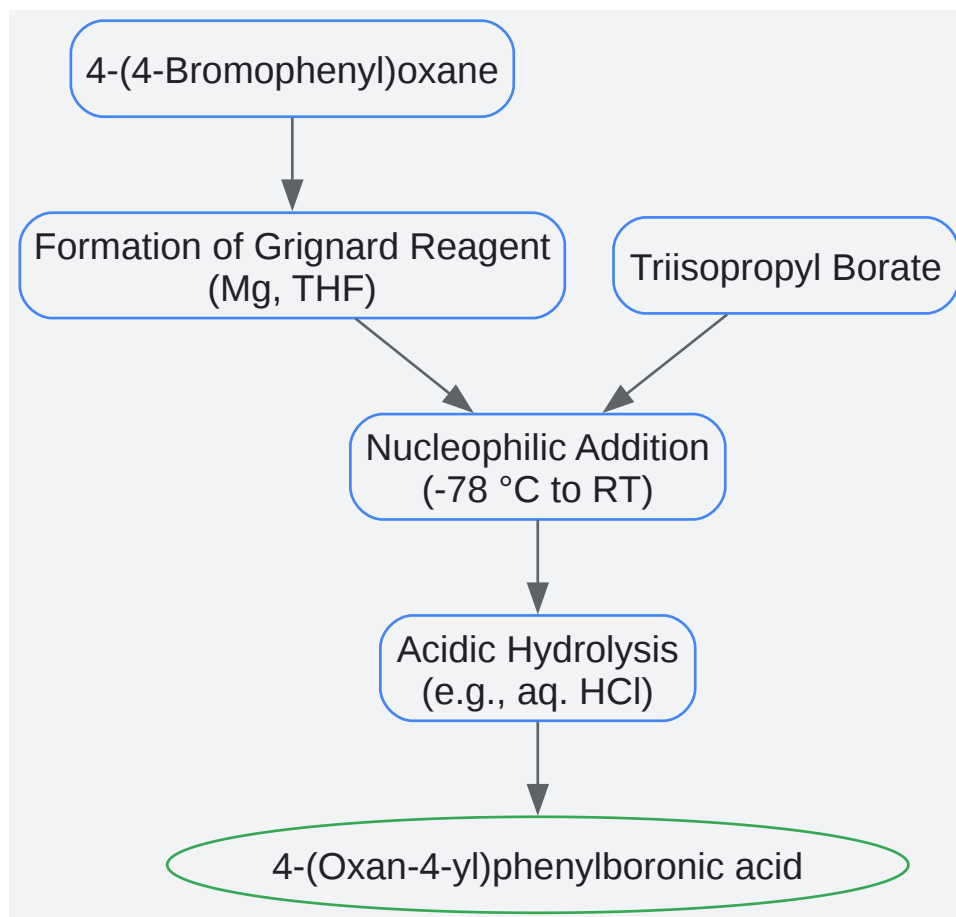 4-(4-Bromophenyl)oxane
Formation of Grignard Reagent
(Mg, THF)
Triisopropyl Borate
Nucleophilic Addition
(-78 °C to RT)
Acidic Hydrolysis
(e.g., aq. HCl)
4-(Oxan-4-yl)phenylboronic acid